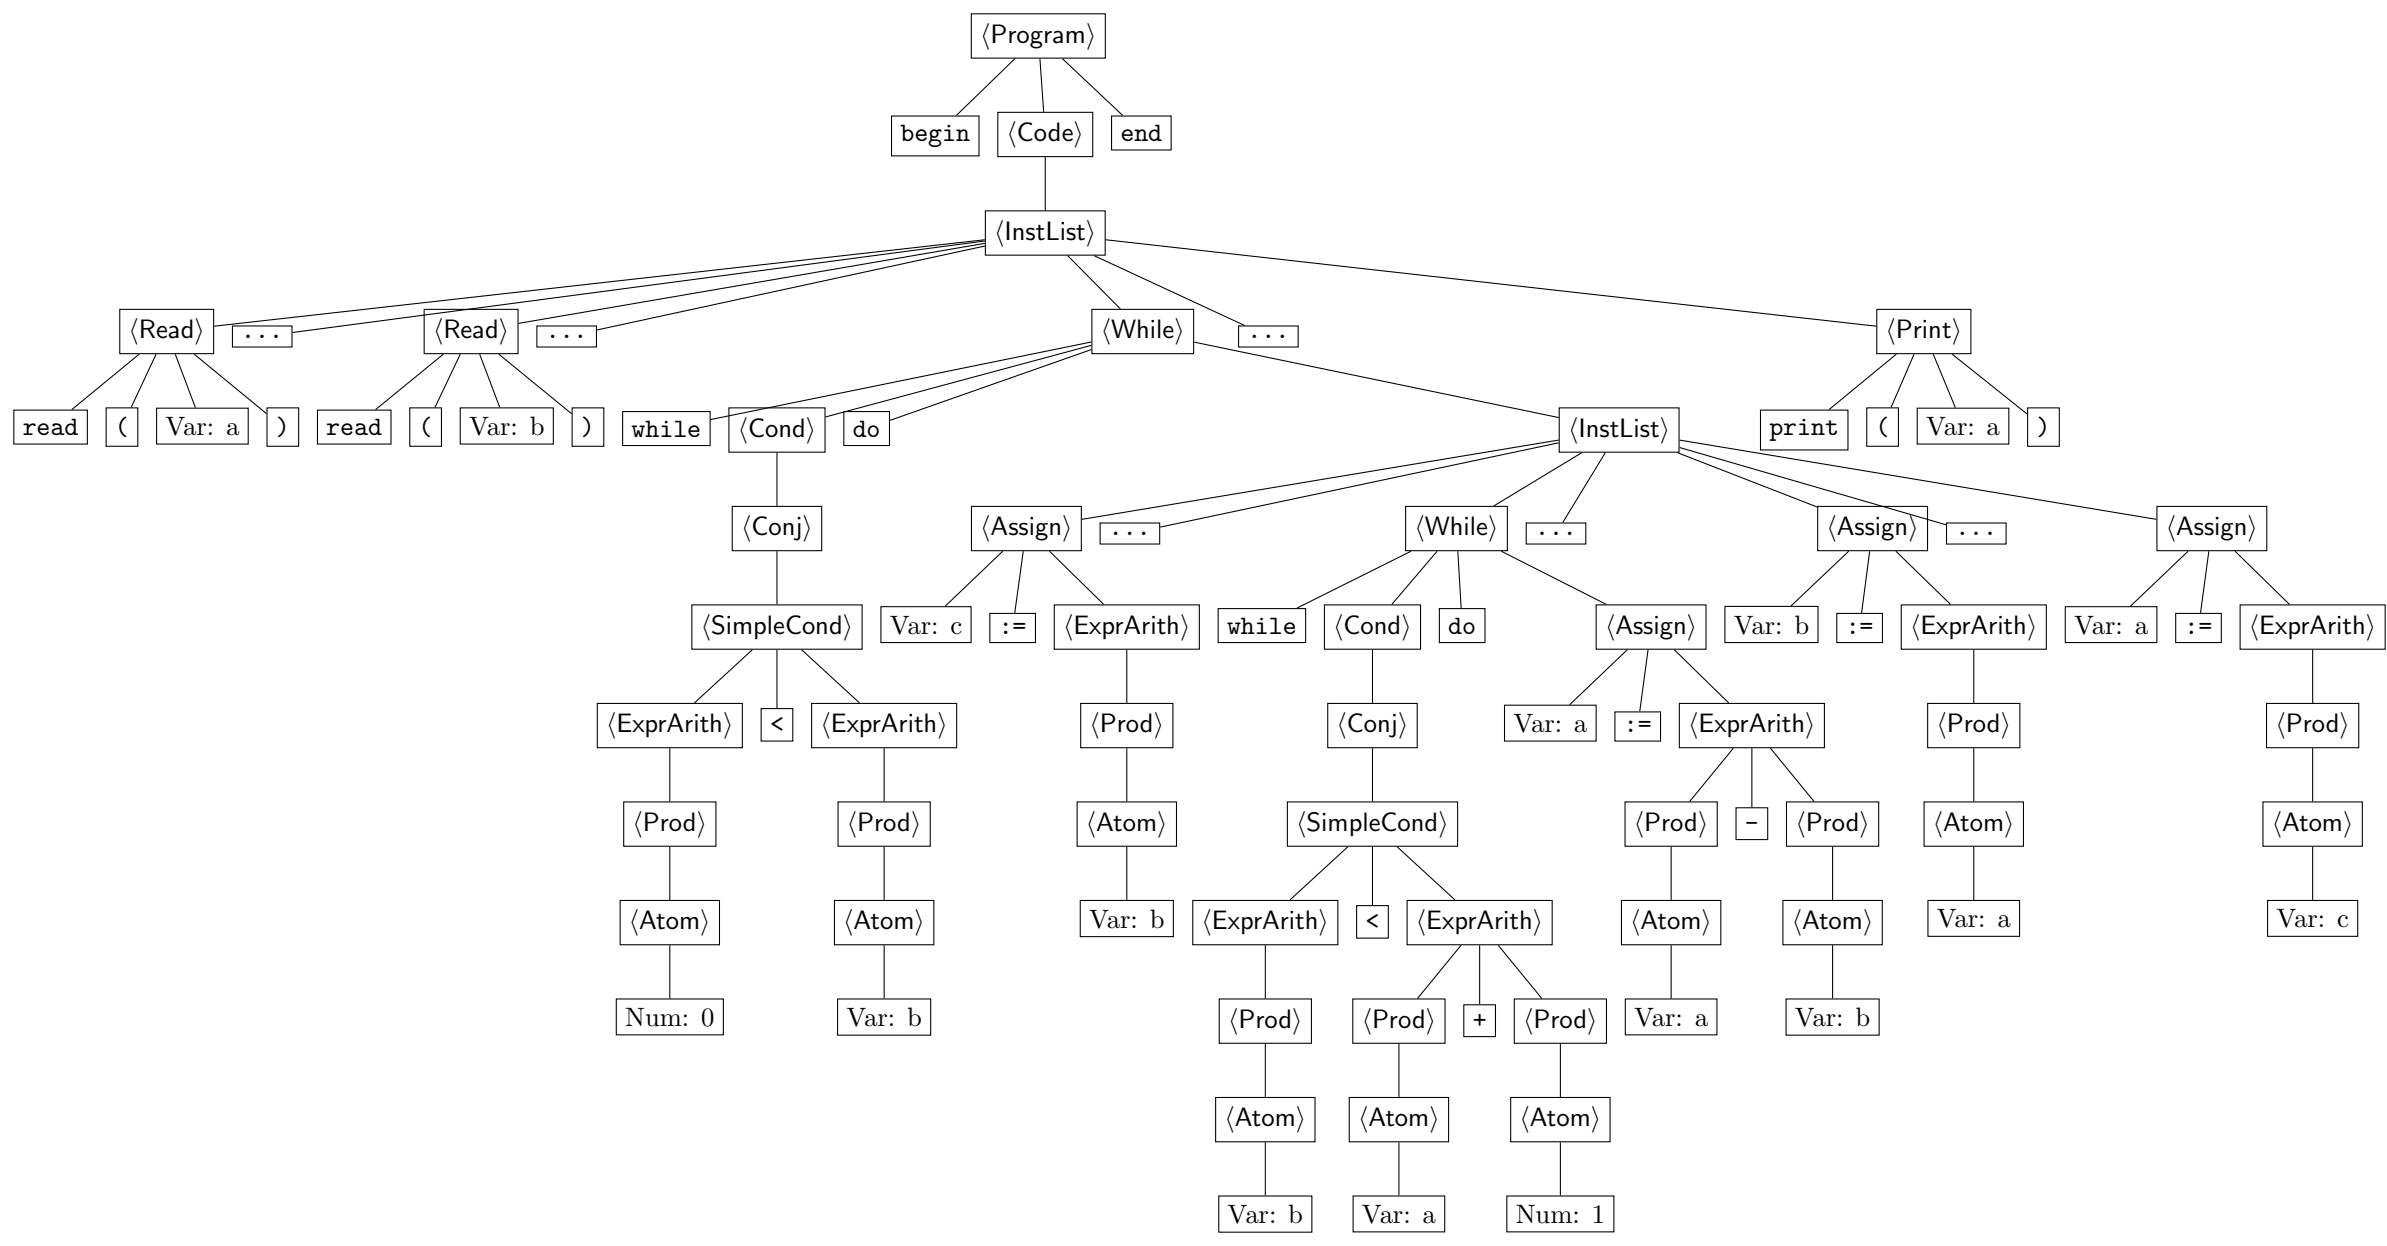 ⟨Program⟩
begin ⟨Code⟩ end
⟨InstList⟩
⟨Read⟩ ... ⟨Read⟩ ... ⟨While⟩ ... ⟨Print⟩
read ( Var: a ) read ( Var: b ) while ⟨Cond⟩ do ⟨InstList⟩ print ( Var: a )
⟨Conj⟩ ⟨Assign⟩ ... ⟨While⟩ ... ⟨Assign⟩ ... ⟨Assign⟩
⟨SimpleCond⟩ Var: c := ⟨ExprArith⟩ while ⟨Cond⟩ do ⟨Assign⟩ Var: b := ⟨ExprArith⟩ Var: a := ⟨ExprArith⟩
⟨ExprArith⟩ < ⟨ExprArith⟩ ⟨Prod⟩ ⟨Conj⟩ Var: a := ⟨ExprArith⟩ ⟨Prod⟩ ⟨Prod⟩
⟨Prod⟩ ⟨Prod⟩ ⟨Atom⟩ ⟨SimpleCond⟩ ⟨Prod⟩ - ⟨Prod⟩ ⟨Atom⟩ ⟨Atom⟩
⟨Atom⟩ ⟨Atom⟩ Var: b ⟨ExprArith⟩ < ⟨ExprArith⟩ ⟨Atom⟩ ⟨Atom⟩ Var: a Var: c
Num: 0 Var: b ⟨Prod⟩ ⟨Prod⟩ + ⟨Prod⟩ Var: a Var: b
⟨Atom⟩ ⟨Atom⟩ ⟨Atom⟩
Var: b Var: a Num: 1